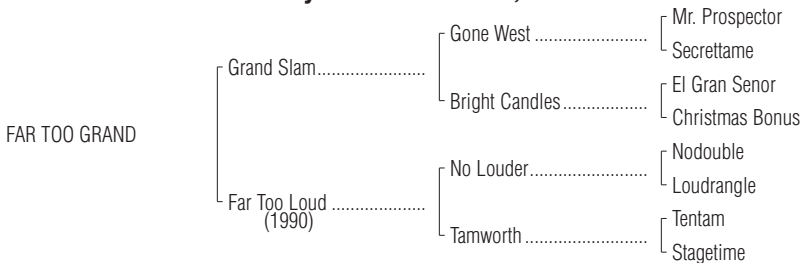 Mr. Prospector
Gone West ..........................
Secrettame
Grand Slam.........................
El Gran Senor
Bright Candles....................
Christmas Bonus
FAR TOO GRAND
Nodouble
No Louder...........................
Loudrangle
Far Too Loud ......................
(1990)
Tentam
Tamworth ............................
Stagetime